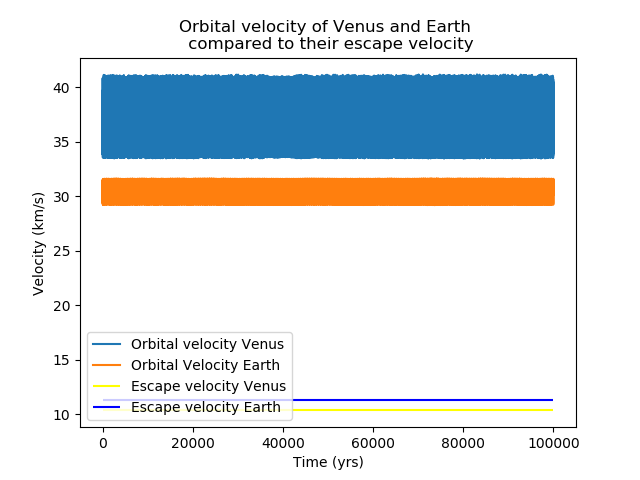 Orbital velocity of Venus and Earth
compared to their escape velocity
40
35
30
25
20
15
10
Velocity (km/s)
Orbital velocity Venus
Orbital Velocity Earth
Escape velocity Venus
Escape velocity Earth
0 20000 40000 60000 80000 100000
Time (yrs)